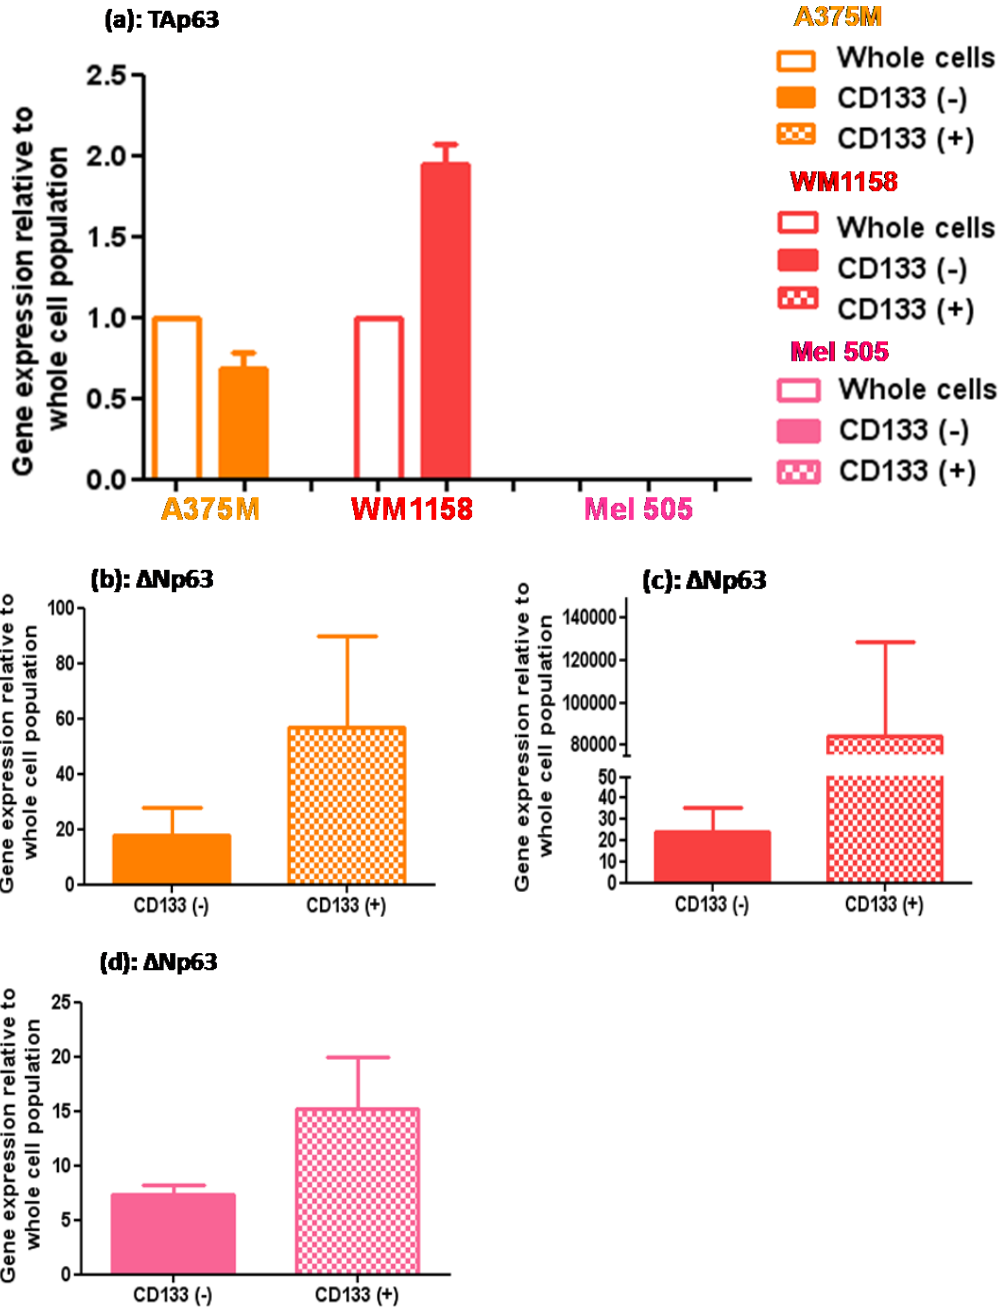 (a): TAp63
Gene expression relative to
whole cell population
2.5
2.0
1.5
1.0
0.5
0.0
A375M
WM1158
Mel 505
A375M
Whole cells
CD133 (-)
CD133 (+)
WM1158
Whole cells
CD133 (-)
CD133 (+)
Mel 505
Whole cells
CD133 (-)
CD133 (+)
(b): ΔNp63
Gene expression relative to
whole cell population
100
80
60
40
20
0
CD133 (-)
CD133 (+)
(c): ΔNp63
Gene expression relative to
whole cell population
140000
120000
100000
80000
50
40
30
20
10
0
CD133 (-)
CD133 (+)
(d): ΔNp63
Gene expression relative to
whole cell population
25
20
15
10
5
0
CD133 (-)
CD133 (+)